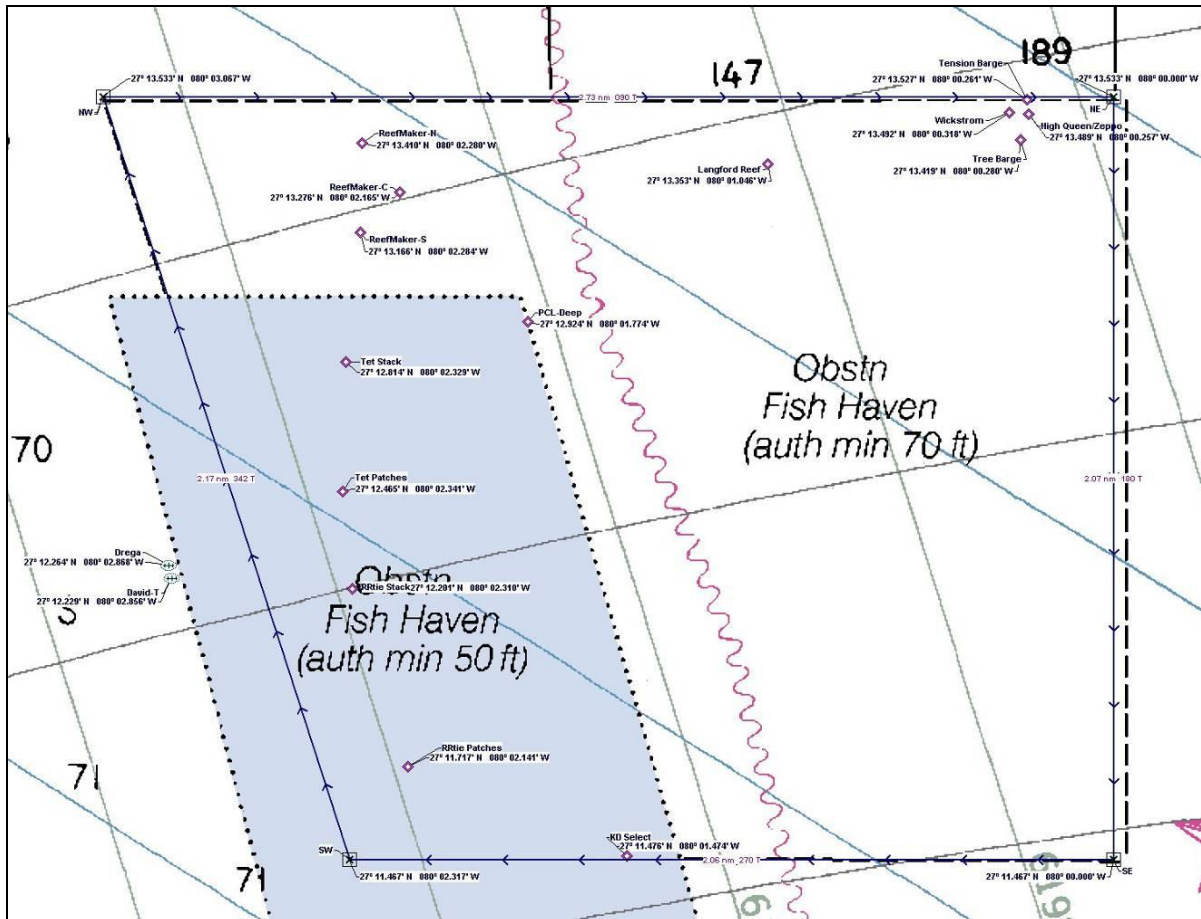 147
189
Tension Barge
27° 13.527' N 080° 00.261' W
27° 13.533' N 080° 00.000' W
27° 13.533' N 080° 03.067' W
NW
2.73 nm 090 T
NE
Wickstrom
27° 13.492' N 080° 00.318' W
High Queen/Zeppo
27° 13.489' N 080° 00.257' W
Tree Barge
27° 13.419' N 080° 00.280' W
ReefMaker-N
27° 13.410' N 080° 02.280' W
Langford Reef
27° 13.353' N 080° 01.046' W
ReefMaker-C
27° 13.276' N 080° 02.165' W
ReefMaker-S
27° 13.166' N 080° 02.284' W
PCL-Deep
27° 12.924' N 080° 01.774' W
Tet Stack
27° 12.814' N 080° 02.329' W
Obstn
Fish Haven
(auth min 70 ft)
70
2.17 nm 342 T
Tet Patches
27° 12.465' N 080° 02.341' W
2.07 nm 180 T
Drega
27° 12.264' N 080° 02.868' W
David-T
27° 12.229' N 080° 02.856' W
RRtie Stack
27° 12.201' N 080° 02.310' W
Obstn
Fish Haven
(auth min 50 ft)
RRtie Patches
27° 11.717' N 080° 02.141' W
71
KD Select
27° 11.476' N 080° 01.474' W
SW
2.06 nm 270 T
27° 11.467' N 080° 02.317' W
27° 11.467' N 080° 00.000' W
SE
71
6
619